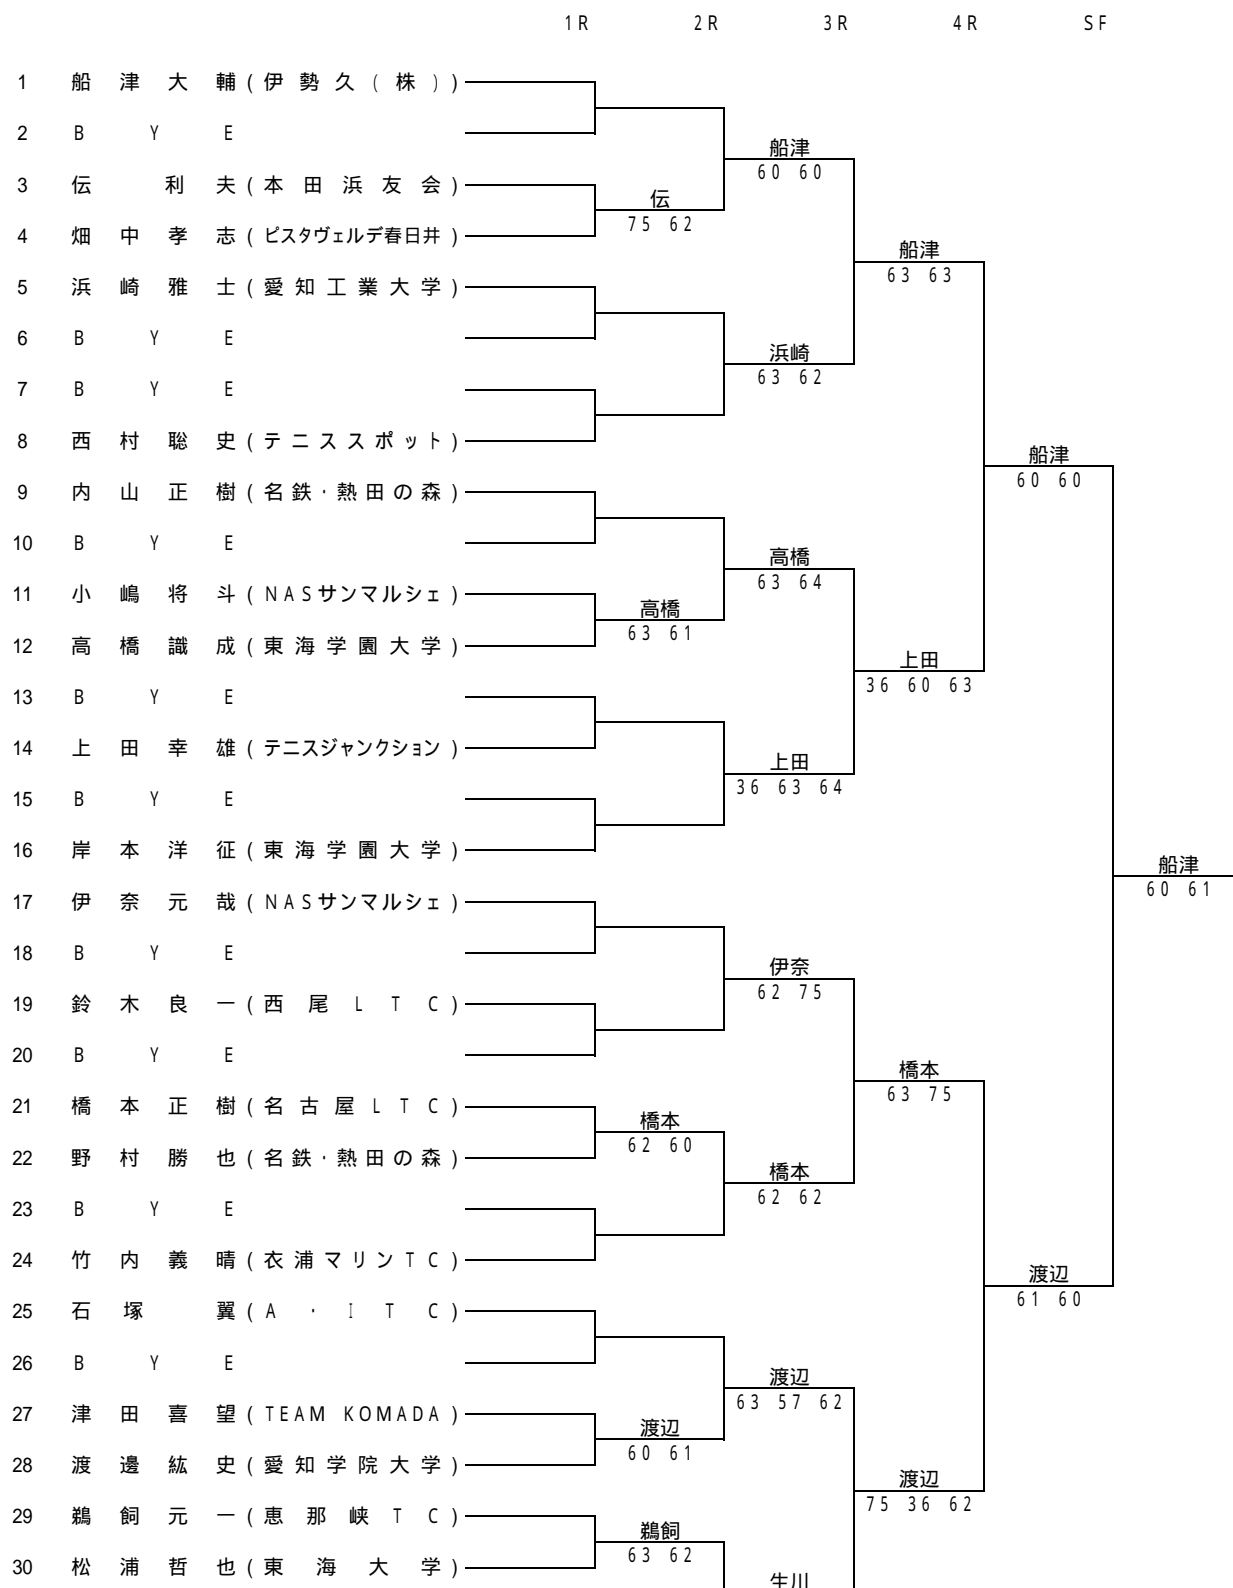 1R 2R 3R 4R SF
1 船津大輔(伊勢久(株))
2 BYE
船津
60 60
3 伝 利夫(本田浜友会)
伝
75 62
4 畑中孝志(ビスタヴェルデ春日井)
船津
63 63
5 浜崎雅士(愛知工業大学)
6 BYE
浜崎
63 62
7 BYE
8 西村聡史(テニススポット)
船津
60 60
9 内山正樹(名鉄・熱田の森)
10 BYE
高橋
63 64
11 小嶋将斗(NASサンマルシェ)
高橋
63 61
12 高橋識成(東海学園大学)
上田
36 60 63
13 BYE
14 上田幸雄(テニスジャンクション)
上田
36 63 64
15 BYE
16 岸本洋征(東海学園大学)
船津
60 61
17 伊奈元哉(NASサンマルシェ)
18 BYE
伊奈
62 75
19 鈴木良一(西尾LTC)
20 BYE
橋本
63 75
21 橋本正樹(名古屋LTC)
橋本
62 60
22 野村勝也(名鉄・熱田の森)
橋本
62 62
23 BYE
24 竹内義晴(衣浦マリンTC)
渡辺
61 60
25 石塚 翼(A・ITC)
26 BYE
渡辺
63 57 62
27 津田喜望(TEAM KOMADA)
渡辺
60 61
28 渡邊紘史(愛知学院大学)
渡辺
75 36 62
29 鵜飼元一(恵那峡TC)
鵜飼
63 62
30 松浦哲也(東海大学)
生川